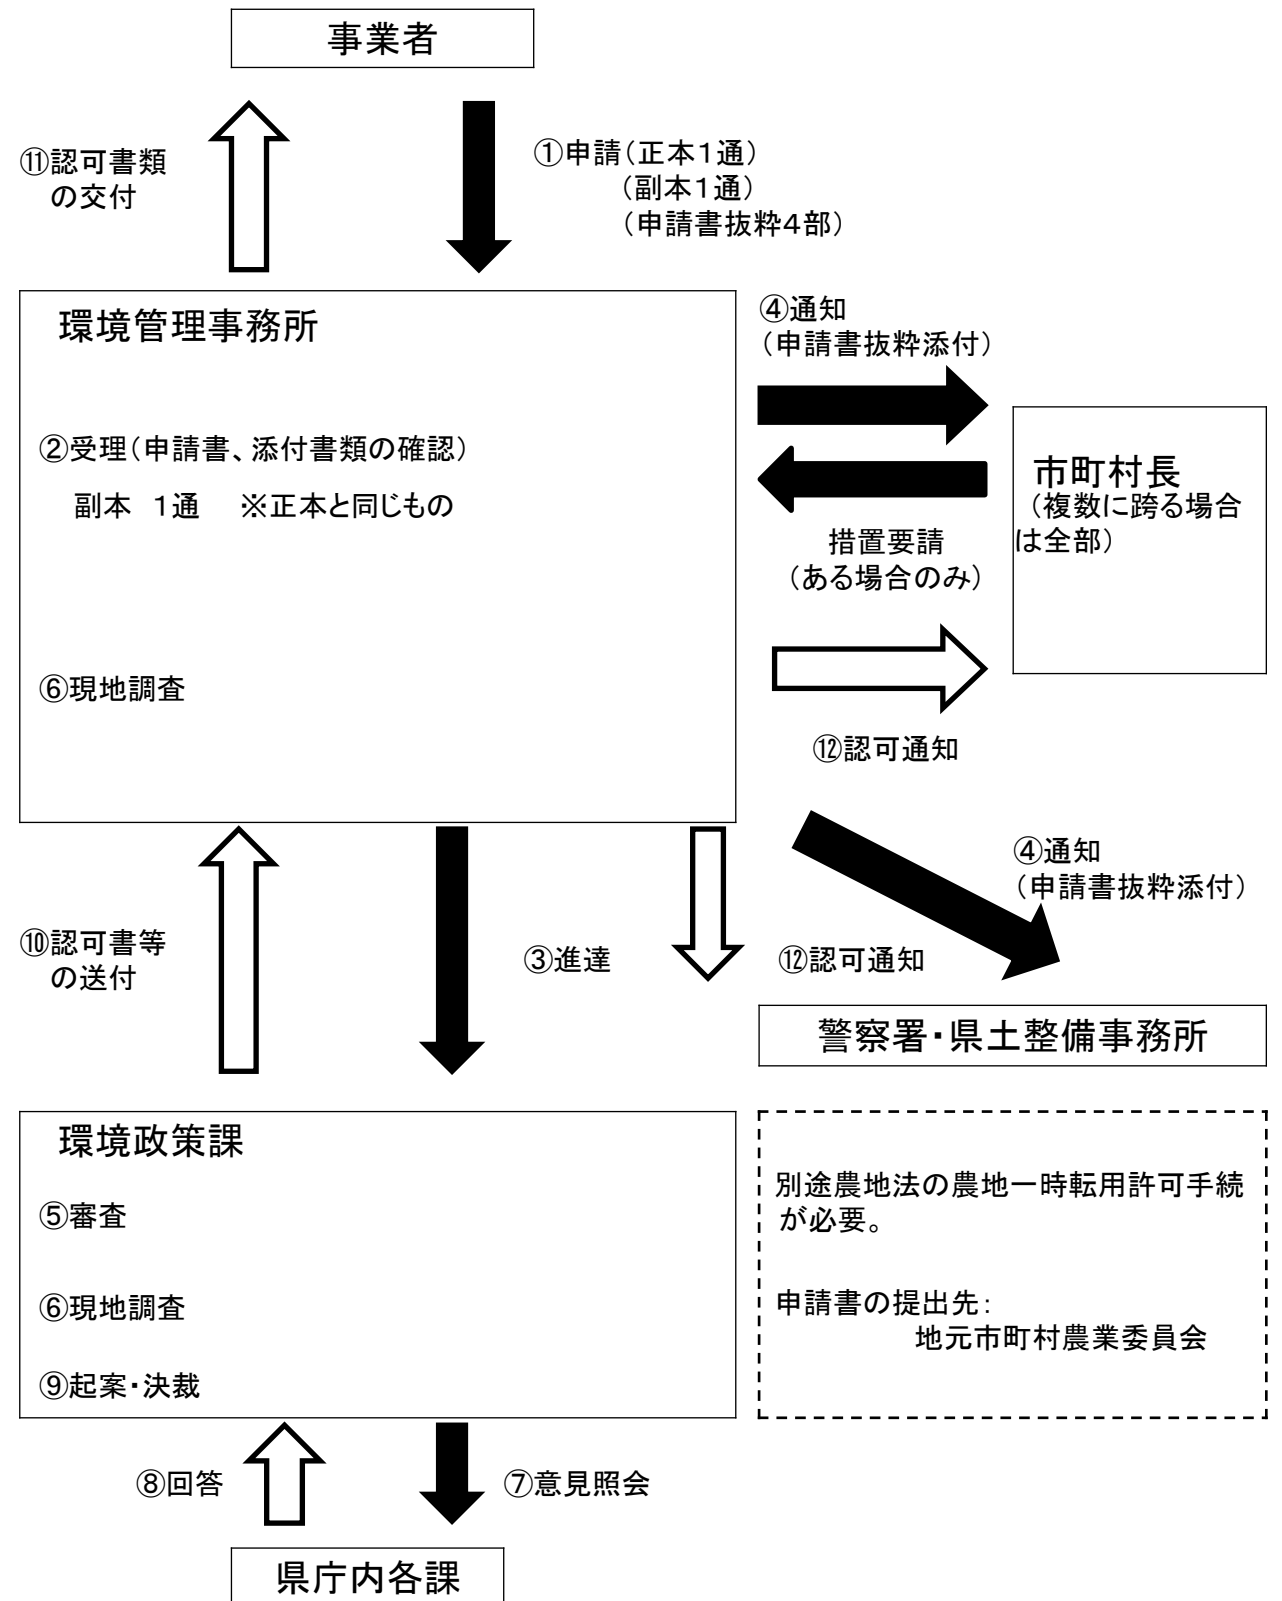 事業者
⑪認可書類
の交付
①申請（正本１通）
（副本１通）
（申請書抜粋４部）
環境管理事務所
②受理（申請書、添付書類の確認）
副本　１通　※正本と同じもの
⑥現地調査
④通知
（申請書抜粋添付）
措置要請
（ある場合のみ）
⑫認可通知
市町村長
（複数に跨る場合
は全部）
⑩認可書等
の送付
③進達
⑫認可通知
④通知
（申請書抜粋添付）
警察署・県土整備事務所
環境政策課
⑤審査
⑥現地調査
⑨起案・決裁
別途農地法の農地一時転用許可手続
が必要。
申請書の提出先：
地元市町村農業委員会
⑧回答
⑦意見照会
県庁内各課